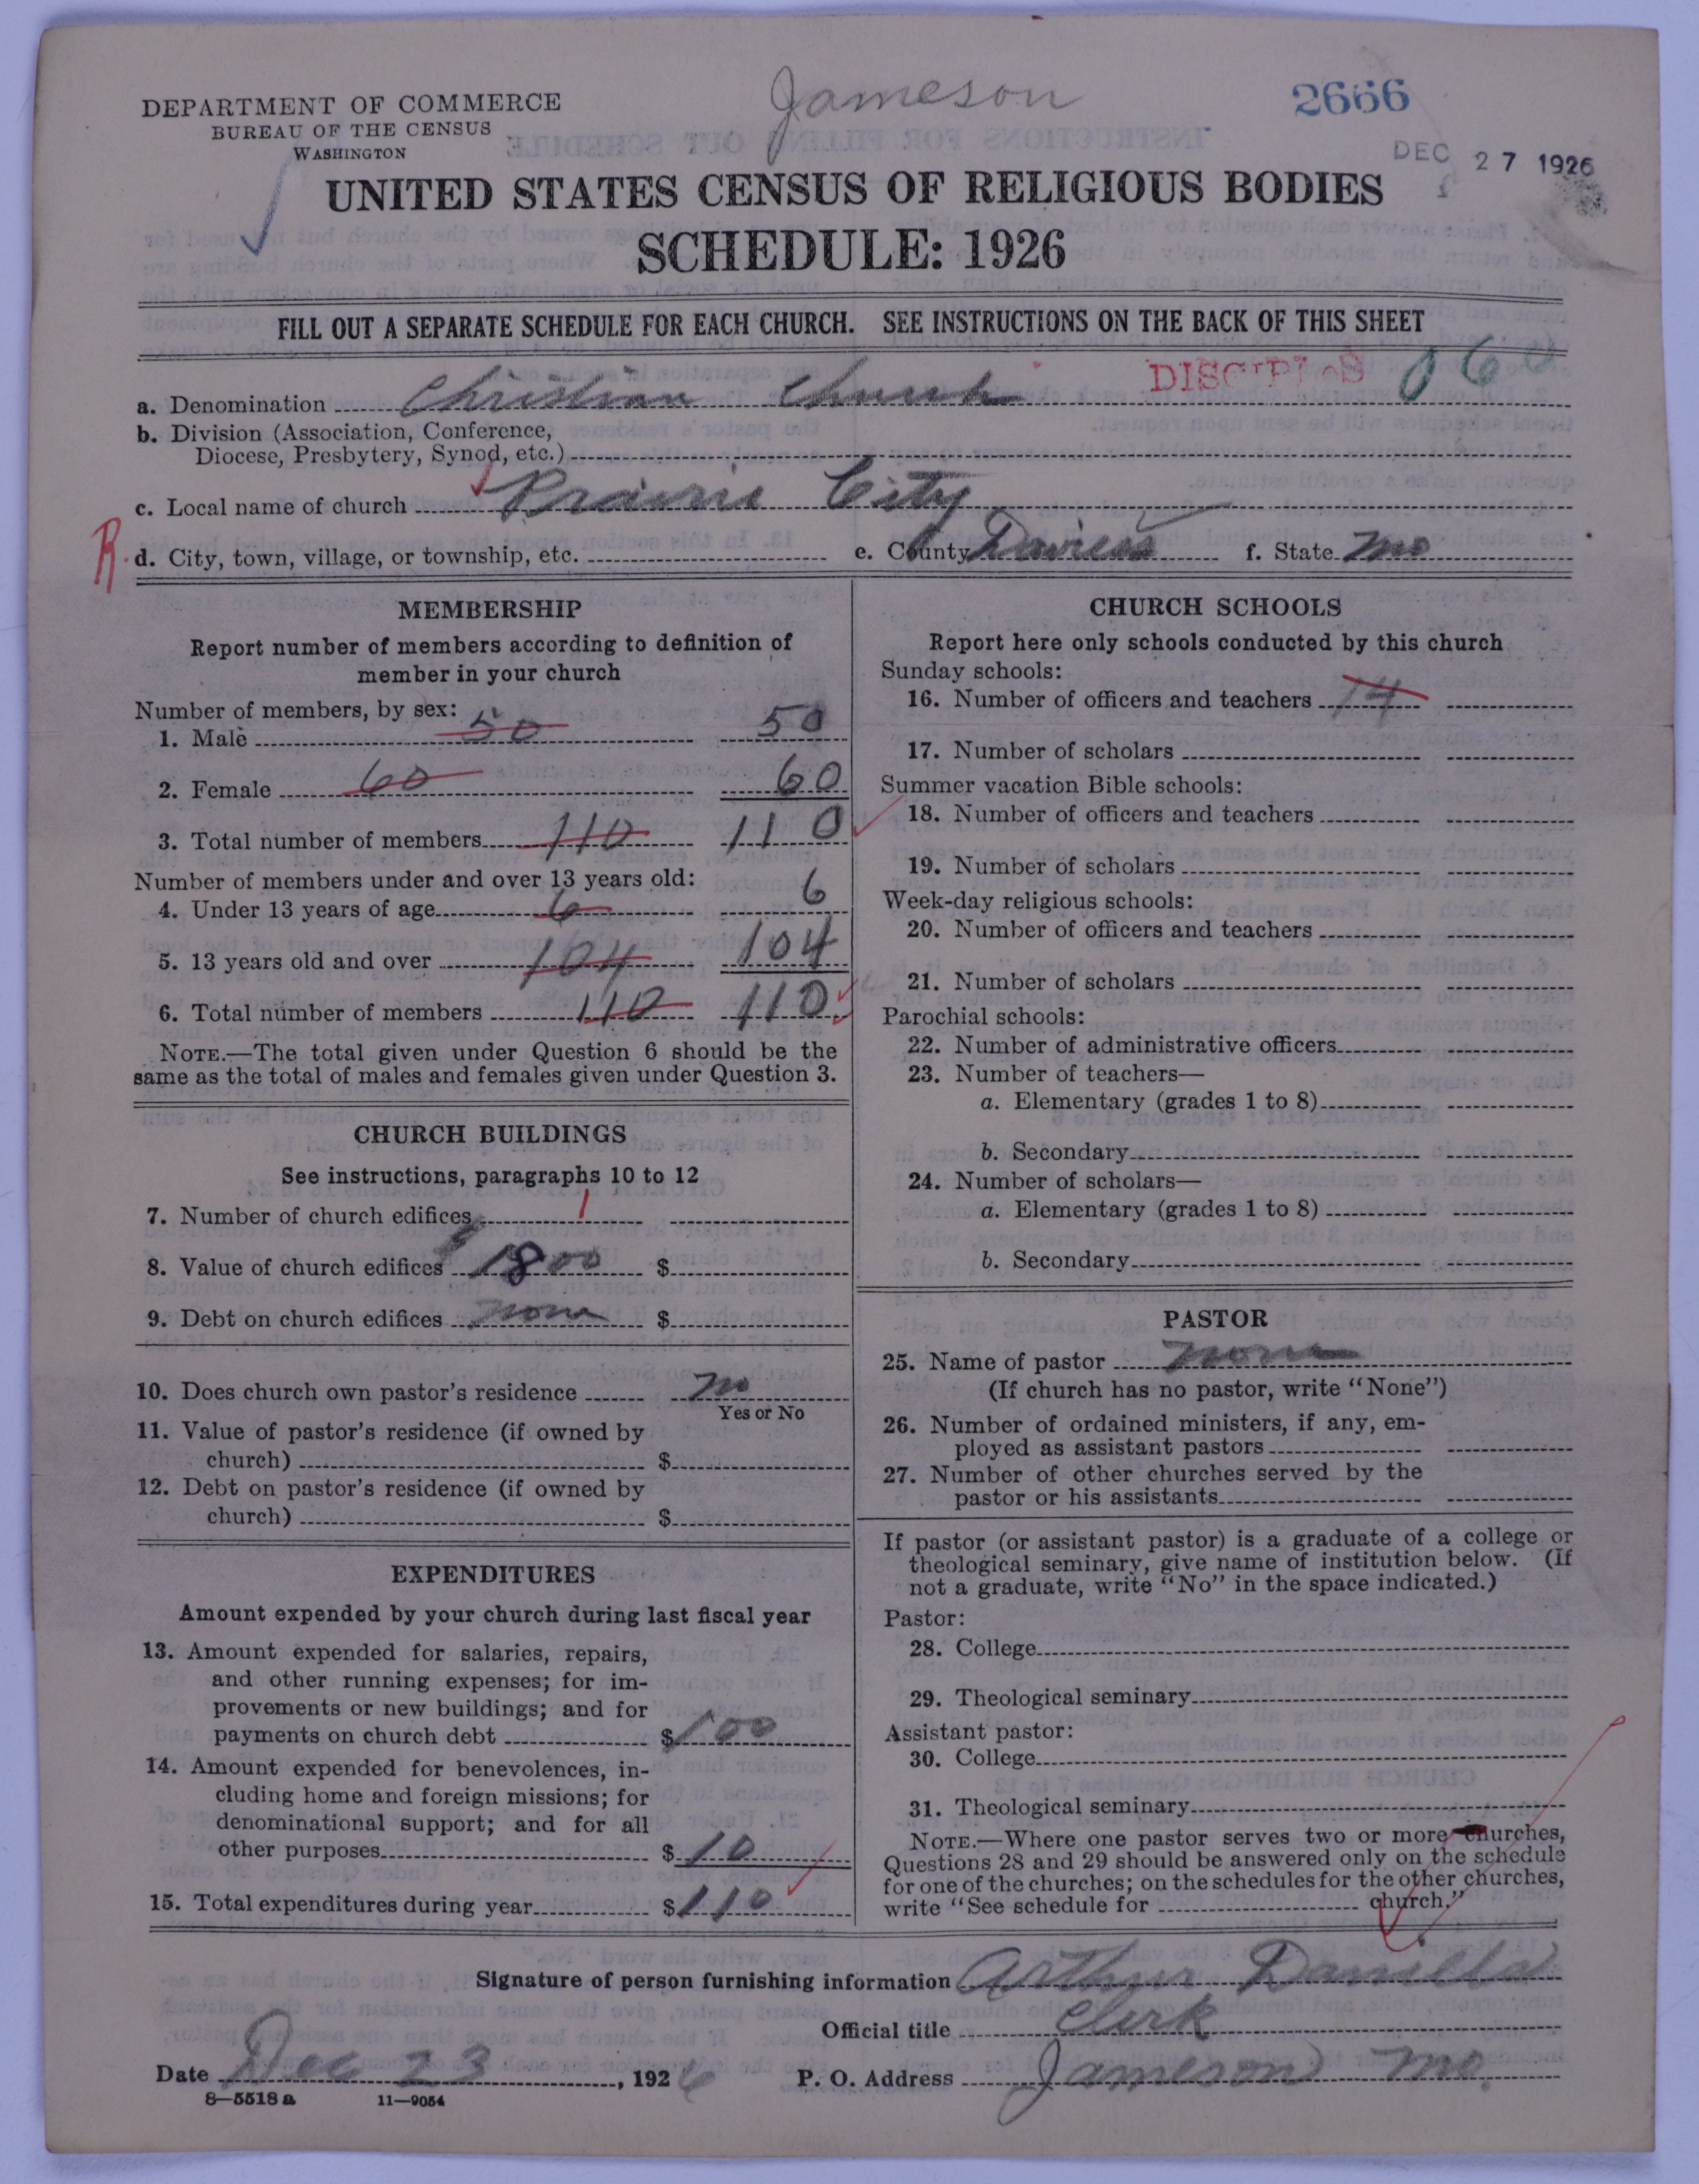 Jameson
2666
DEPARTMENT OF COMMERCE
BUREAU OF THE CENSUS
WASHINGTON
DEC 27 1926
UNITED STATES CENSUS OF RELIGIOUS BODIES
SCHEDULE: 1926
FILL OUT A SEPARATE SCHEDULE FOR EACH CHURCH. SEE INSTRUCTIONS ON THE BACK OF THIS SHEET
a. Denomination Christian Church DISCIPLES 060
b. Division (Association, Conference,
Diocese, Presbytery, Synod, etc.)
c. Local name of church Prairie City
R d. City, town, village, or township, etc. e. County Daviess f. State Mo
MEMBERSHIP
Report number of members according to definition of
member in your church
Number of members, by sex:
1. Male 50 50
2. Female 60 60
3. Total number of members 110 110
Number of members under and over 13 years old:
4. Under 13 years of age 6 6
5. 13 years old and over 104 104
6. Total number of members 110 110
NOTE.—The total given under Question 6 should be the
same as the total of males and females given under Question 3.
CHURCH BUILDINGS
See instructions, paragraphs 10 to 12
7. Number of church edifices 1
8. Value of church edifices 1800 $
9. Debt on church edifices none $
10. Does church own pastor's residence no
Yes or No
11. Value of pastor's residence (if owned by
church) $
12. Debt on pastor's residence (if owned by
church) $
EXPENDITURES
Amount expended by your church during last fiscal year
13. Amount expended for salaries, repairs,
and other running expenses; for im-
provements or new buildings; and for
payments on church debt $100
14. Amount expended for benevolences, in-
cluding home and foreign missions; for
denominational support; and for all
other purposes $10
15. Total expenditures during year $110
CHURCH SCHOOLS
Report here only schools conducted by this church
Sunday schools:
16. Number of officers and teachers 14
17. Number of scholars
Summer vacation Bible schools:
18. Number of officers and teachers
19. Number of scholars
Week-day religious schools:
20. Number of officers and teachers
21. Number of scholars
Parochial schools:
22. Number of administrative officers
23. Number of teachers—
a. Elementary (grades 1 to 8)
b. Secondary
24. Number of scholars—
a. Elementary (grades 1 to 8)
b. Secondary
PASTOR
25. Name of pastor none
(If church has no pastor, write "None")
26. Number of ordained ministers, if any, em-
ployed as assistant pastors
27. Number of other churches served by the
pastor or his assistants
If pastor (or assistant pastor) is a graduate of a college or
theological seminary, give name of institution below. (If
not a graduate, write "No" in the space indicated.)
Pastor:
28. College
29. Theological seminary
Assistant pastor:
30. College
31. Theological seminary
NOTE.—Where one pastor serves two or more churches,
Questions 28 and 29 should be answered only on the schedule
for one of the churches; on the schedules for the other churches,
write "See schedule for church."
Signature of person furnishing information Arthur
Official title Clerk
Date Dec 23, 1926 P. O. Address Jameson Mo.
8—5518 a 11—9054